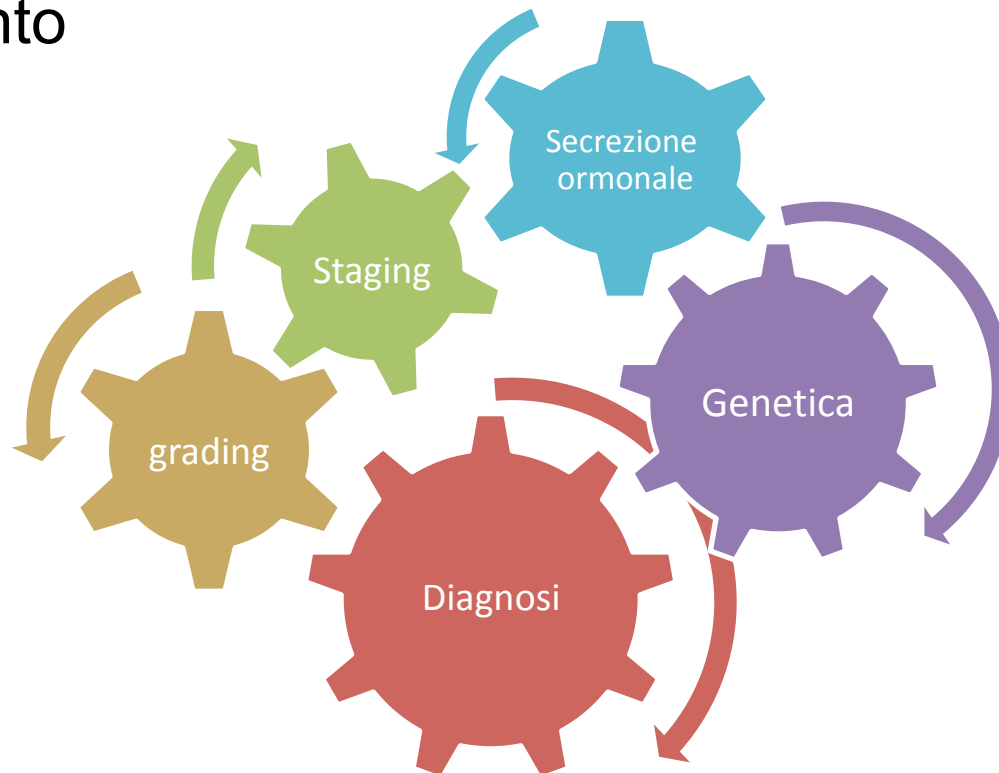 nto
Secrezione
ormonale
Staging
Genetica
grading
Diagnosi